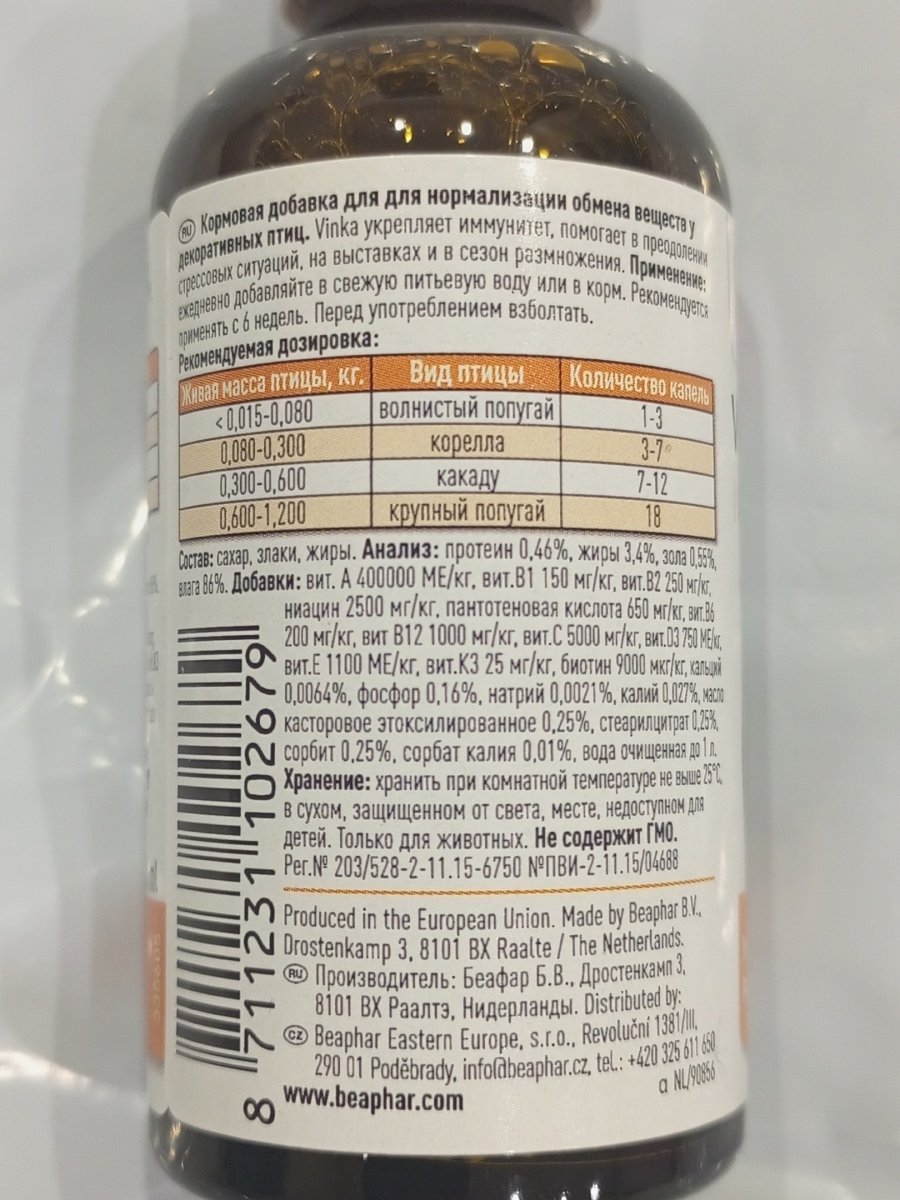 RU Кормовая добавка для для нормализации обмена веществ у
декоративных птиц. Vinka укрепляет иммунитет, помогает в преодолении
стрессовых ситуаций, на выставках и в сезон размножения. Применение:
ежедневно добавляйте в свежую питьевую воду или в корм. Рекомендуется
применять с 6 недель. Перед употреблением взболтать.
Рекомендуемая дозировка:
Живая масса птицы, кг. Вид птицы Количество капель
<0,015-0,080 волнистый попугай 1-3
0,080-0,300 корелла 3-7
0,300-0,600 какаду 7-12
0,600-1,200 крупный попугай 18
Состав: сахар, злаки, жиры. Анализ: протеин 0,46%, жиры 3,4%, зола 0,55%,
влага 86%. Добавки: вит. А 400000 МЕ/кг, вит.В1 150 мг/кг, вит.В2 250 мг/кг,
ниацин 2500 мг/кг, пантотеновая кислота 650 мг/кг, вит.В6
200 мг/кг, вит В12 1000 мг/кг, вит.С 5000 мг/кг, вит.D3 750 МЕ/кг,
вит.Е 1100 МЕ/кг, вит.К3 25 мг/кг, биотин 9000 мкг/кг, кальций
0,0064%, фосфор 0,16%, натрий 0,0021%, калий 0,027%, масло
касторовое этоксилированное 0,25%, стеарилцитрат 0,25%,
сорбит 0,25%, сорбат калия 0,01%, вода очищенная до 1 л.
Хранение: хранить при комнатной температуре не выше 25°С,
в сухом, защищенном от света, месте, недоступном для
детей. Только для животных. Не содержит ГМО.
Рег.№ 203/528-2-11.15-6750 №ПВИ-2-11.15/04688
Produced in the European Union. Made by Beaphar B.V.,
Drostenkamp 3, 8101 BX Raalte / The Netherlands.
RU Производитель: Беафар Б.В., Дростенкамп 3,
8101 ВХ Раалтэ, Нидерланды. Distributed by:
CZ Beaphar Eastern Europe, s.r.o., Revoluční 1381/III,
290 01 Poděbrady, info@beaphar.cz, tel.: +420 325 611 650
a NL/90856
www.beaphar.com
8 711231 102679